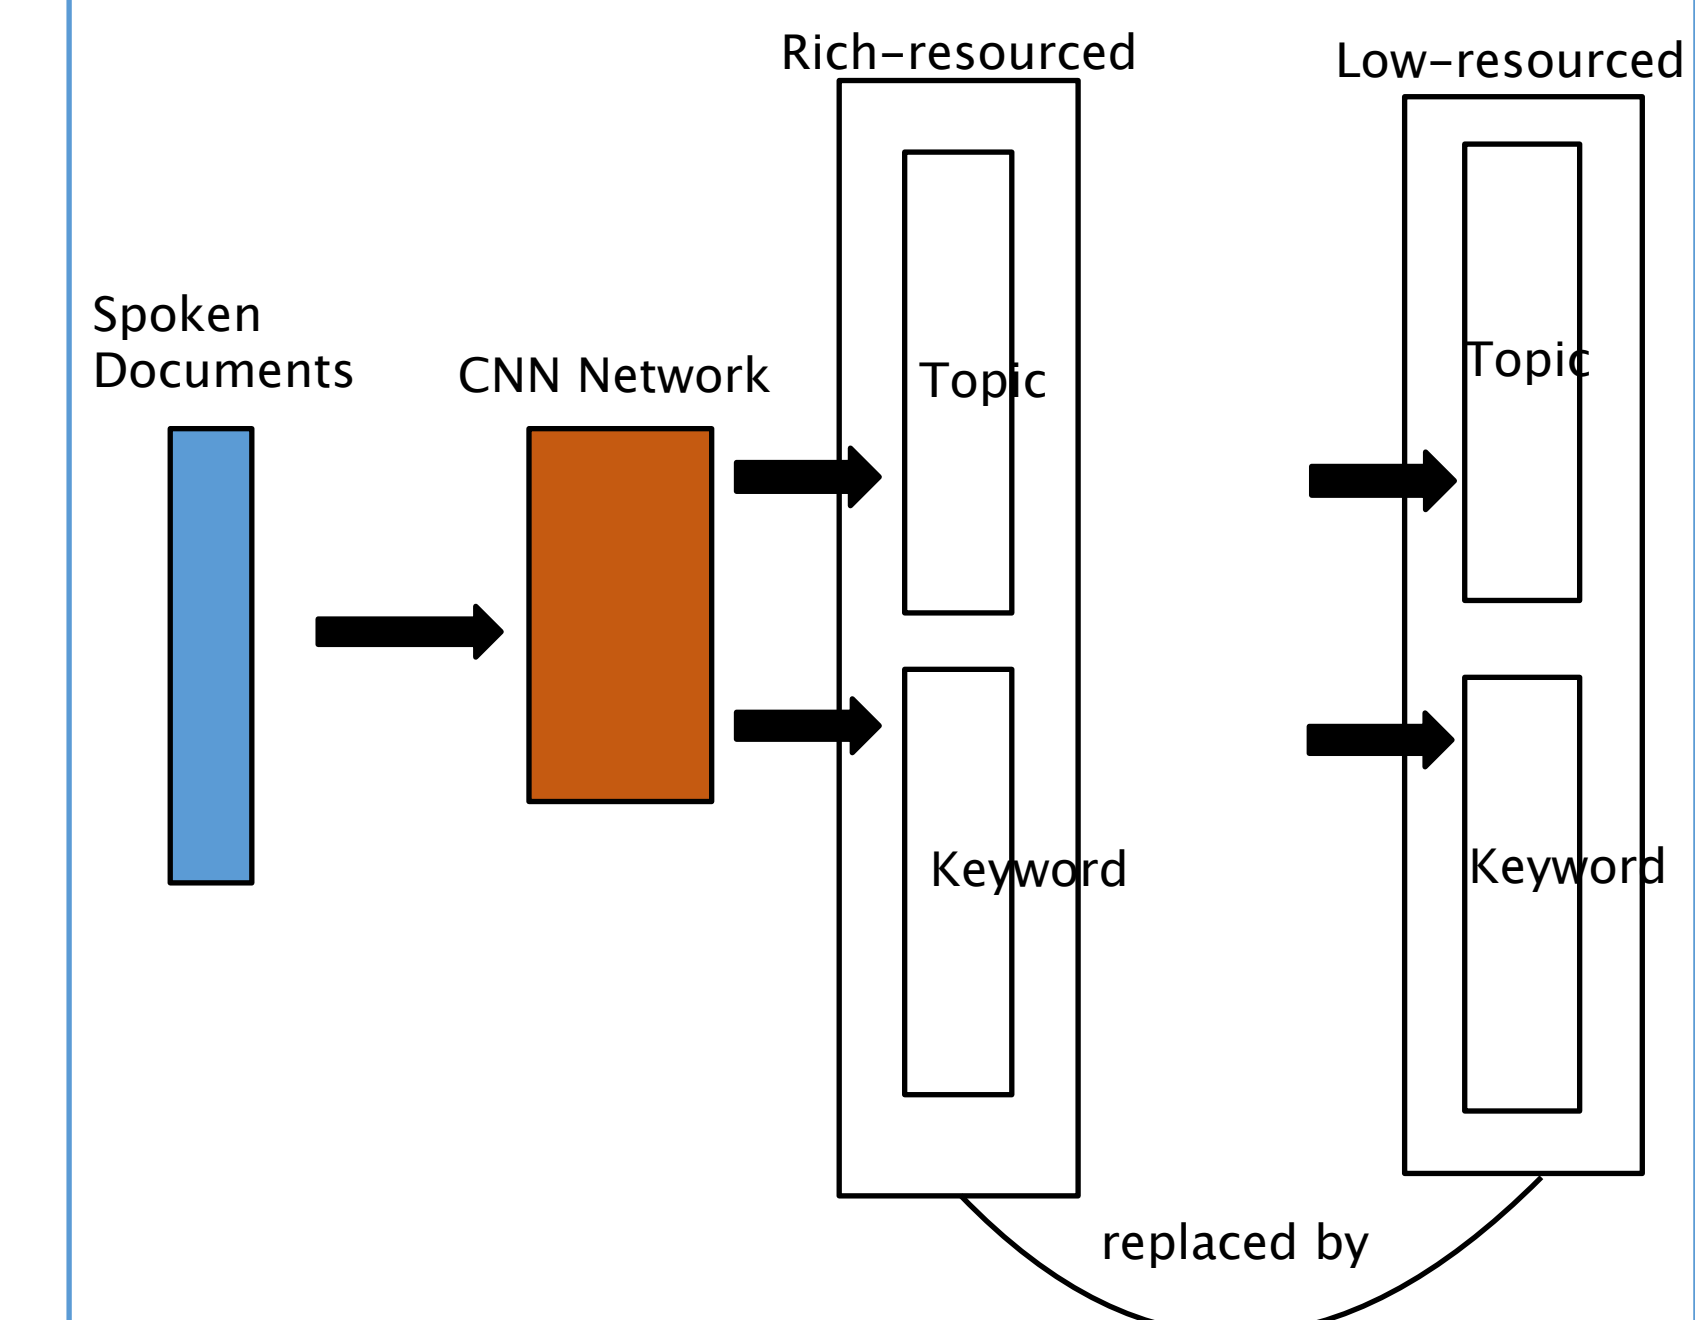 Rich-resourced
Low-resourced
Spoken
Documents
CNN Network
Topic
Topic
Keyword
Keyword
replaced by